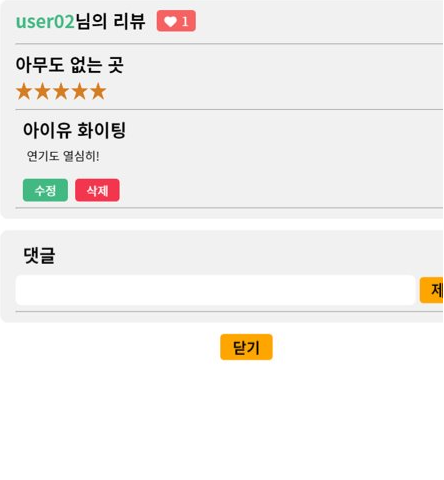 user02님의 리뷰 1
아무도 없는 곳
★★★★★
아이유 화이팅
연기도 열심히!
수정 삭제
댓글
제
닫기